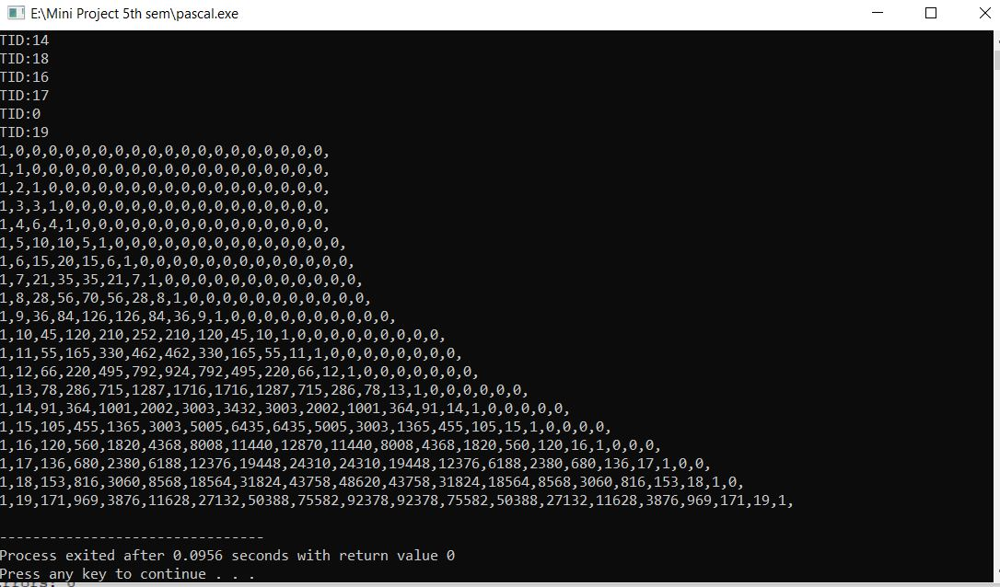 E:\Mini Project 5th sem\pascal.exe
TID:14
TID:18
TID:16
TID:17
TID:0
TID:19
1,0,0,0,0,0,0,0,0,0,0,0,0,0,0,0,0,0,0,0,
1,1,0,0,0,0,0,0,0,0,0,0,0,0,0,0,0,0,0,0,
1,2,1,0,0,0,0,0,0,0,0,0,0,0,0,0,0,0,0,0,
1,3,3,1,0,0,0,0,0,0,0,0,0,0,0,0,0,0,0,0,
1,4,6,4,1,0,0,0,0,0,0,0,0,0,0,0,0,0,0,0,
1,5,10,10,5,1,0,0,0,0,0,0,0,0,0,0,0,0,0,0,
1,6,15,20,15,6,1,0,0,0,0,0,0,0,0,0,0,0,0,0,
1,7,21,35,35,21,7,1,0,0,0,0,0,0,0,0,0,0,0,0,
1,8,28,56,70,56,28,8,1,0,0,0,0,0,0,0,0,0,0,0,
1,9,36,84,126,126,84,36,9,1,0,0,0,0,0,0,0,0,0,0,
1,10,45,120,210,252,210,120,45,10,1,0,0,0,0,0,0,0,0,0,
1,11,55,165,330,462,462,330,165,55,11,1,0,0,0,0,0,0,0,0,
1,12,66,220,495,792,924,792,495,220,66,12,1,0,0,0,0,0,0,0,
1,13,78,286,715,1287,1716,1716,1287,715,286,78,13,1,0,0,0,0,0,0,
1,14,91,364,1001,2002,3003,3432,3003,2002,1001,364,91,14,1,0,0,0,0,0,
1,15,105,455,1365,3003,5005,6435,6435,5005,3003,1365,455,105,15,1,0,0,0,0,
1,16,120,560,1820,4368,8008,11440,12870,11440,8008,4368,1820,560,120,16,1,0,0,0,
1,17,136,680,2380,6188,12376,19448,24310,24310,19448,12376,6188,2380,680,136,17,1,0,0,
1,18,153,816,3060,8568,18564,31824,43758,48620,43758,31824,18564,8568,3060,816,153,18,1,0,
1,19,171,969,3876,11628,27132,50388,75582,92378,92378,75582,50388,27132,11628,3876,969,171,19,1,
--------------------------------
Process exited after 0.0956 seconds with return value 0
Press any key to continue . . .